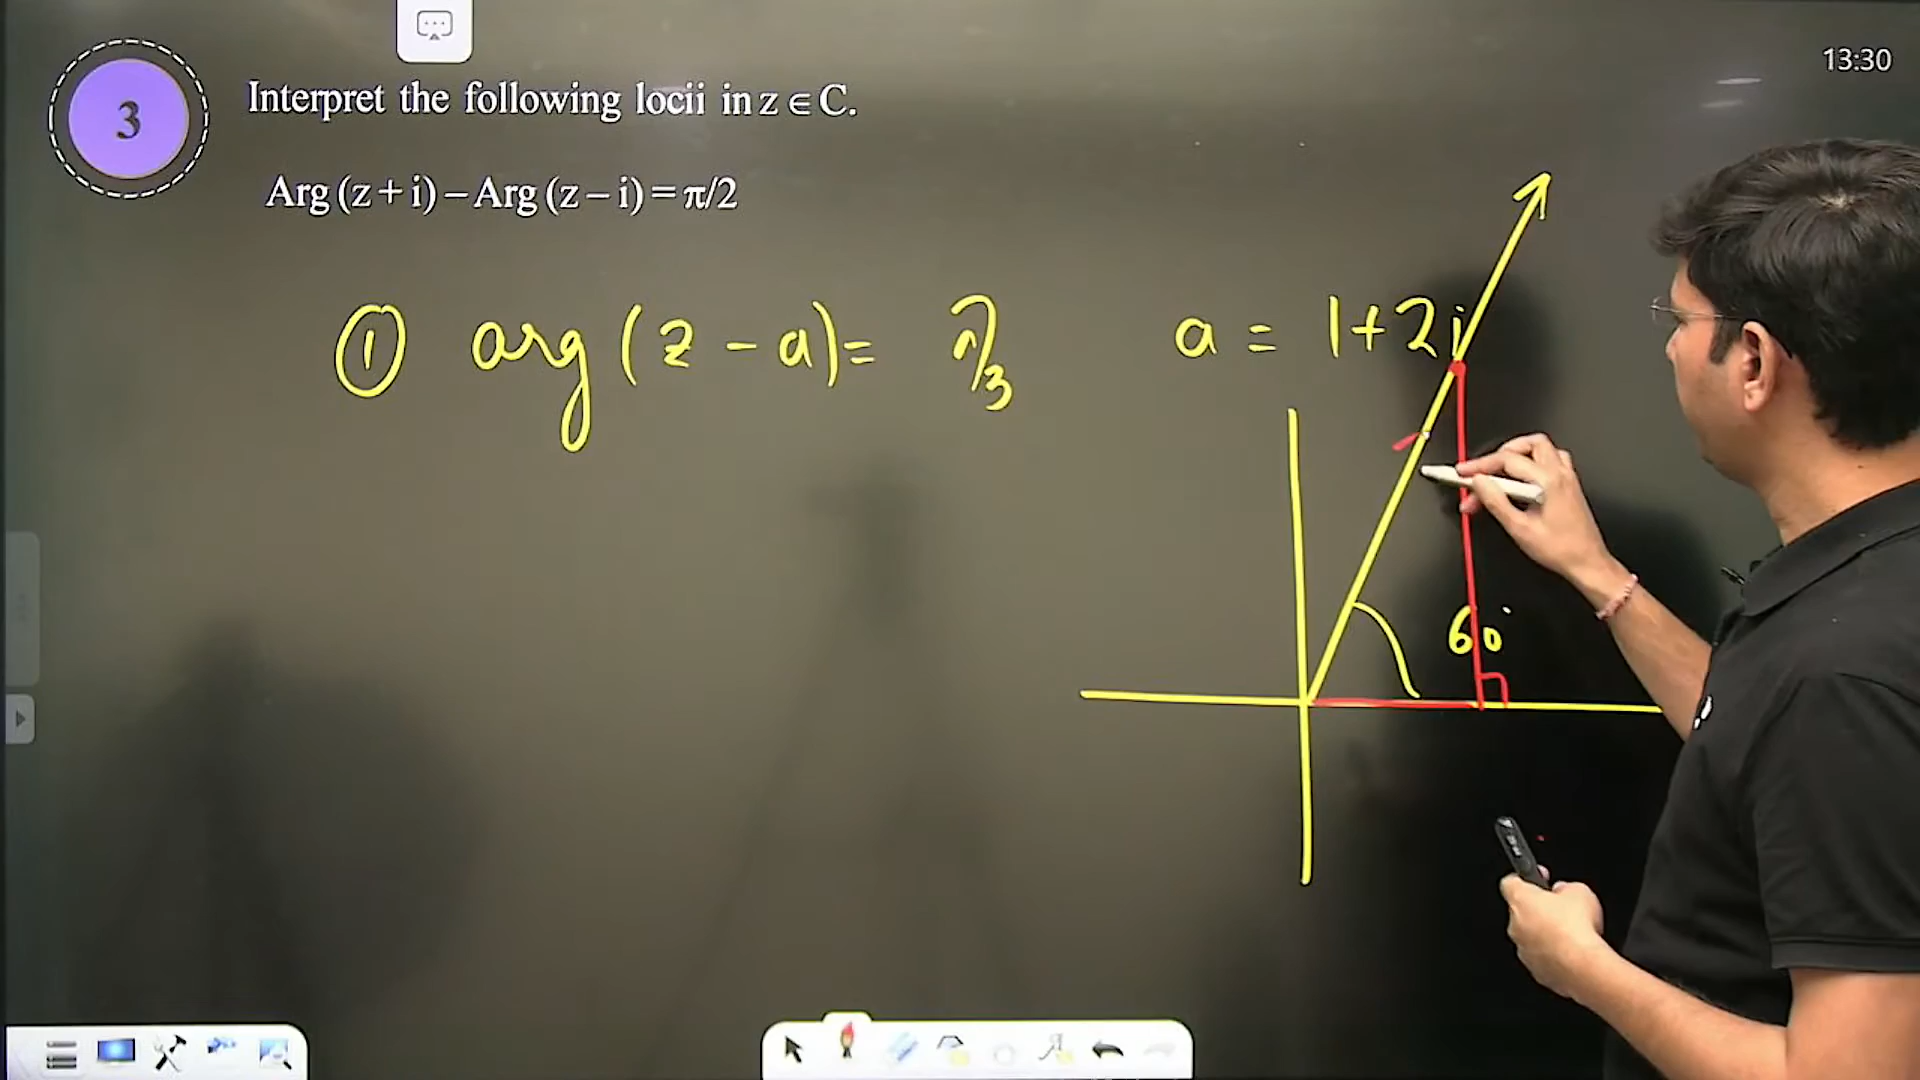 13:30
3 Interpret the following locii in z ∈ C.
Arg (z + i) – Arg (z – i) = π/2
① arg (z - a) = π/3 a = 1+2i
60°